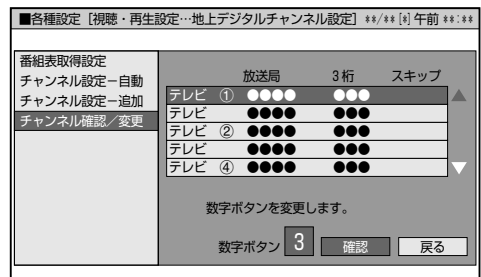 ■各種設定［視聴・再生設定…地上デジタルチャンネル設定］ **/** [*] 午前 **:**
番組表取得設定
チャンネル設定－自動
チャンネル設定－追加
チャンネル確認／変更
放送局 3桁 スキップ
テレビ ① ●●●● ●●●
テレビ ●●●● ●●●
テレビ ② ●●●● ●●●
テレビ ●●●● ●●●
テレビ ④ ●●●● ●●●
数字ボタンを変更します。
数字ボタン 3 確認 戻る